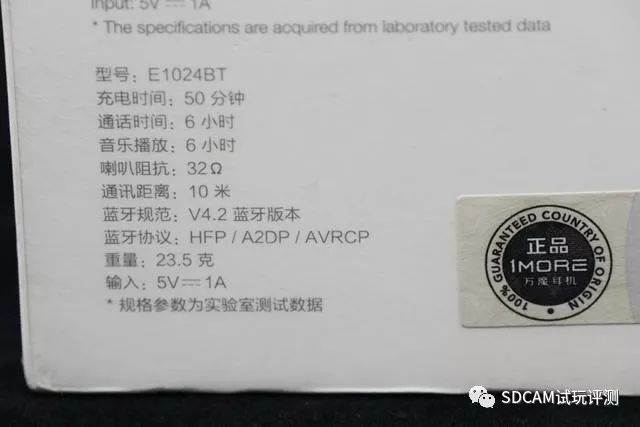 Input: 5V⎓1A
* The specifications are acquired from laboratory tested data
型号：E1024BT
充电时间：50 分钟
通话时间：6 小时
音乐播放：6 小时
喇叭阻抗：32Ω
通讯距离：10 米
蓝牙规范：V4.2 蓝牙版本
蓝牙协议：HFP / A2DP / AVRCP
重量：23.5 克
输入：5V⎓1A
* 规格参数为实验室测试数据
100% GUARANTEED COUNTRY OF ORIGIN
正品
1MORE
万魔耳机
SDCAM试玩评测